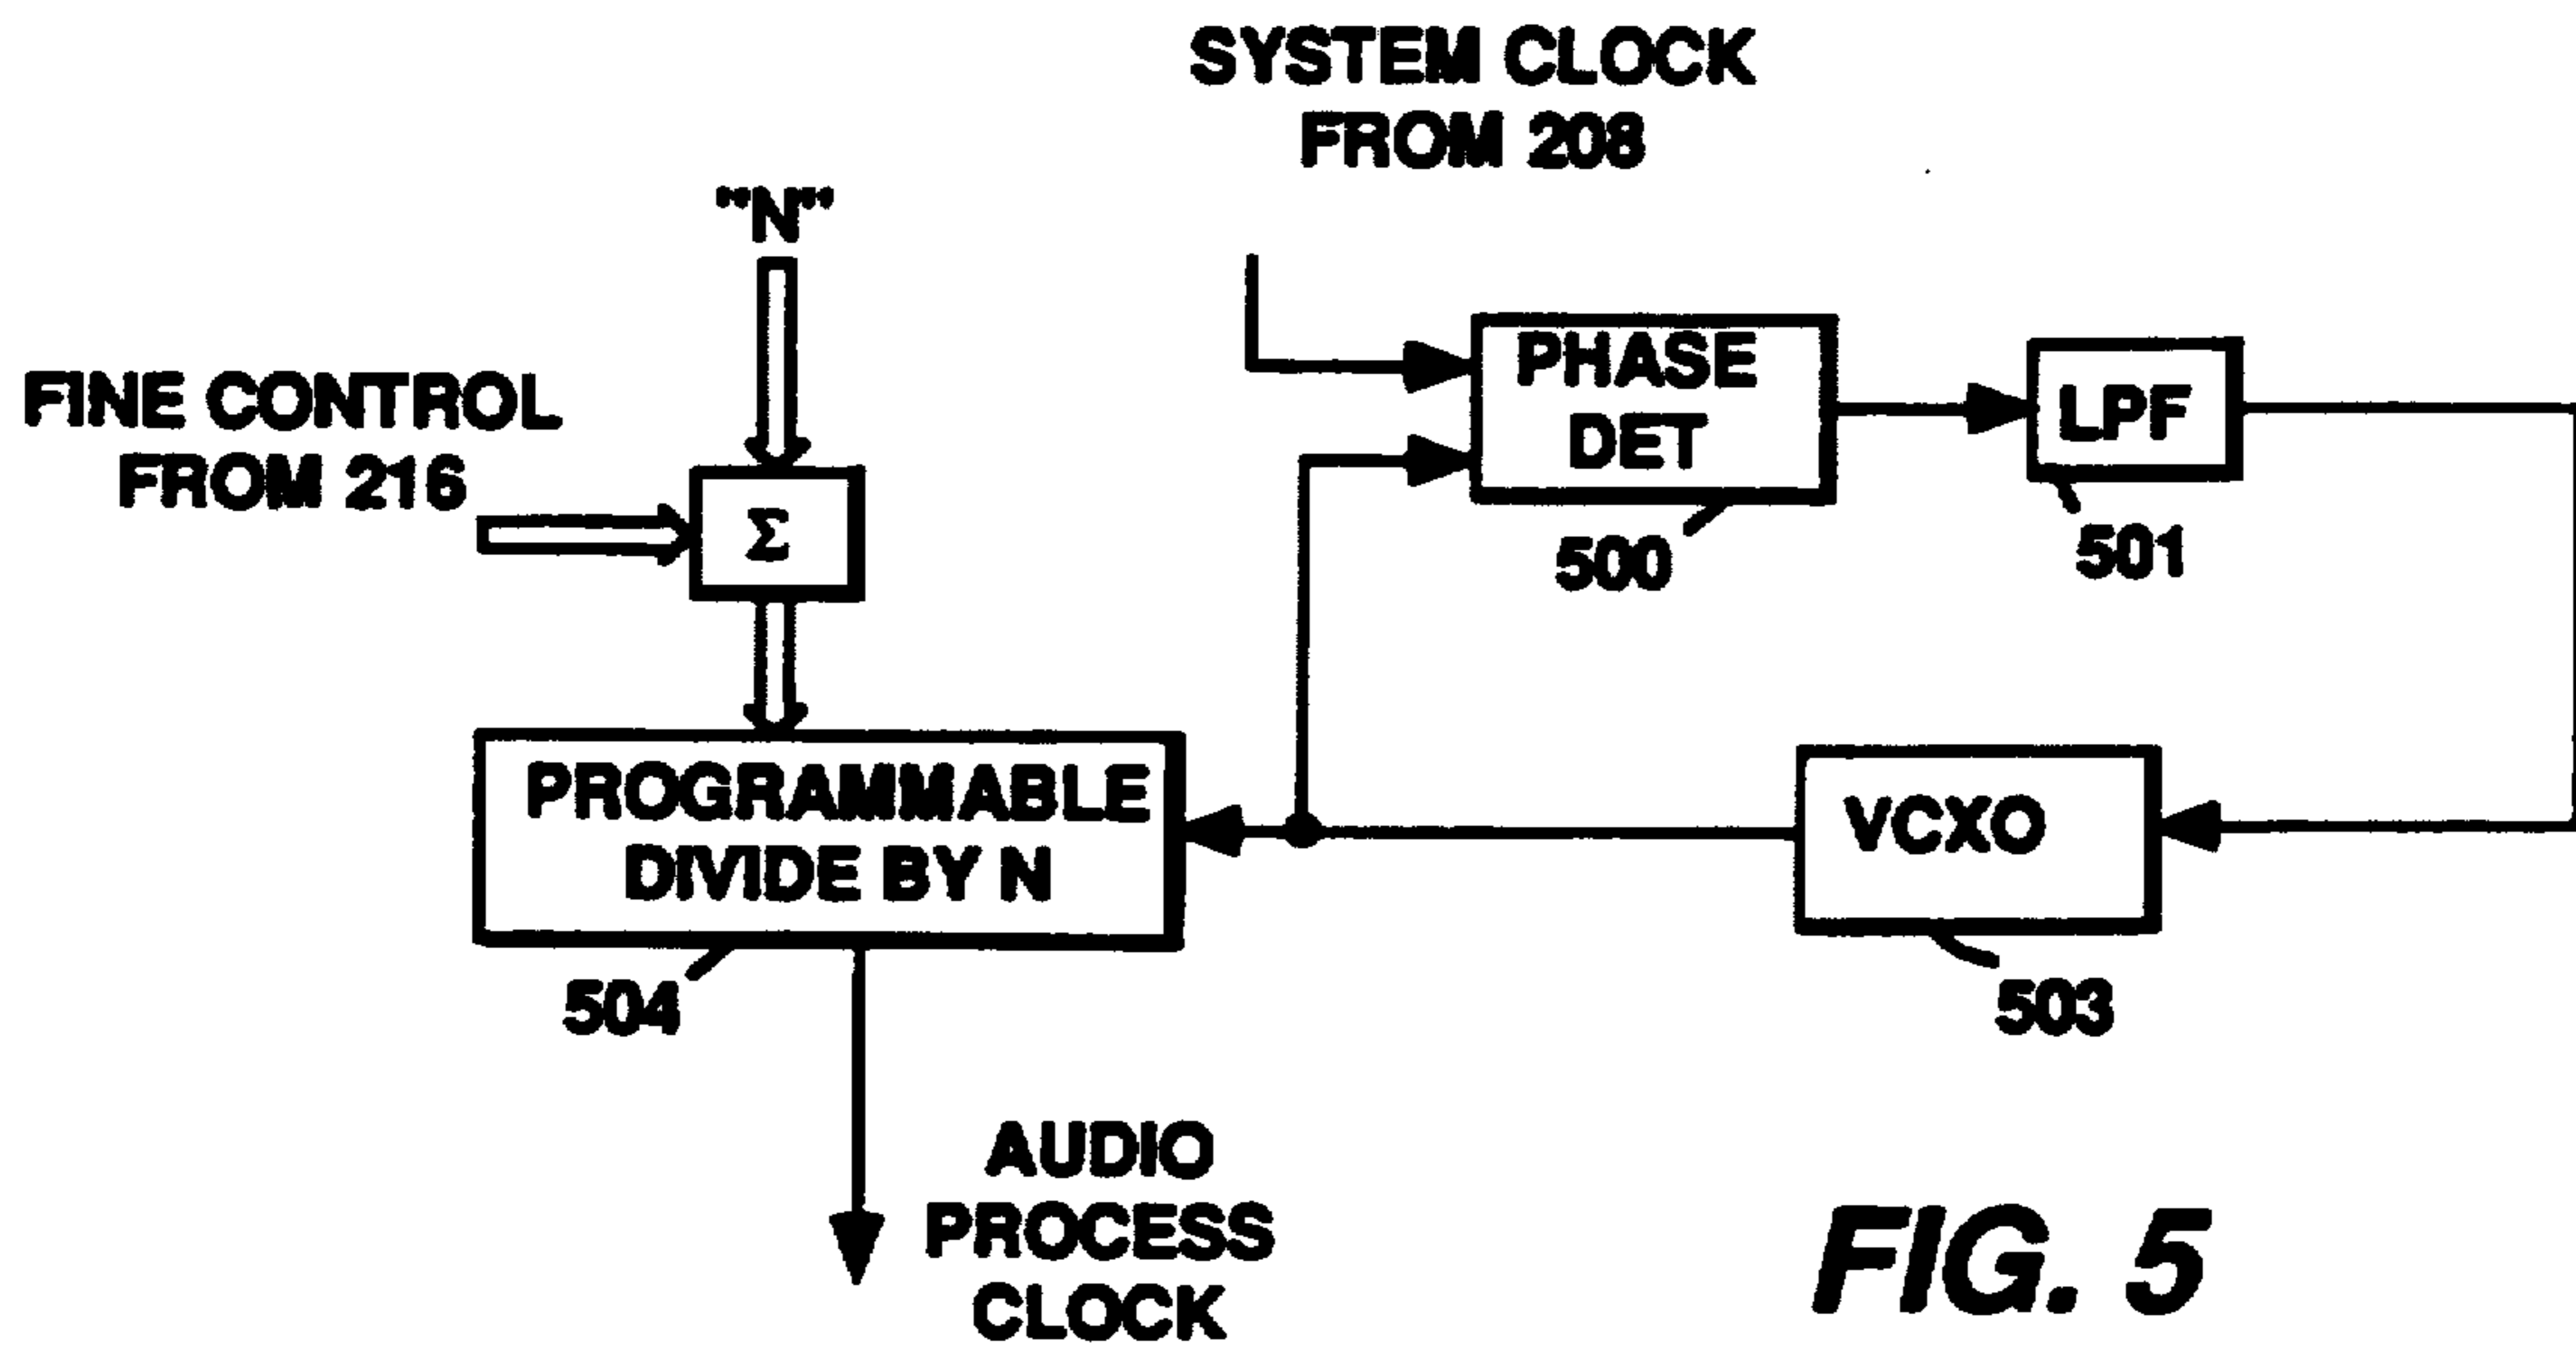 SYSTEM CLOCK
FROM 208
"N"
FINE CONTROL
FROM 216
Σ
PHASE
DET
500
LPF
501
PROGRAMMABLE
DIVIDE BY N
504
VCXO
503
AUDIO
PROCESS
CLOCK
FIG. 5